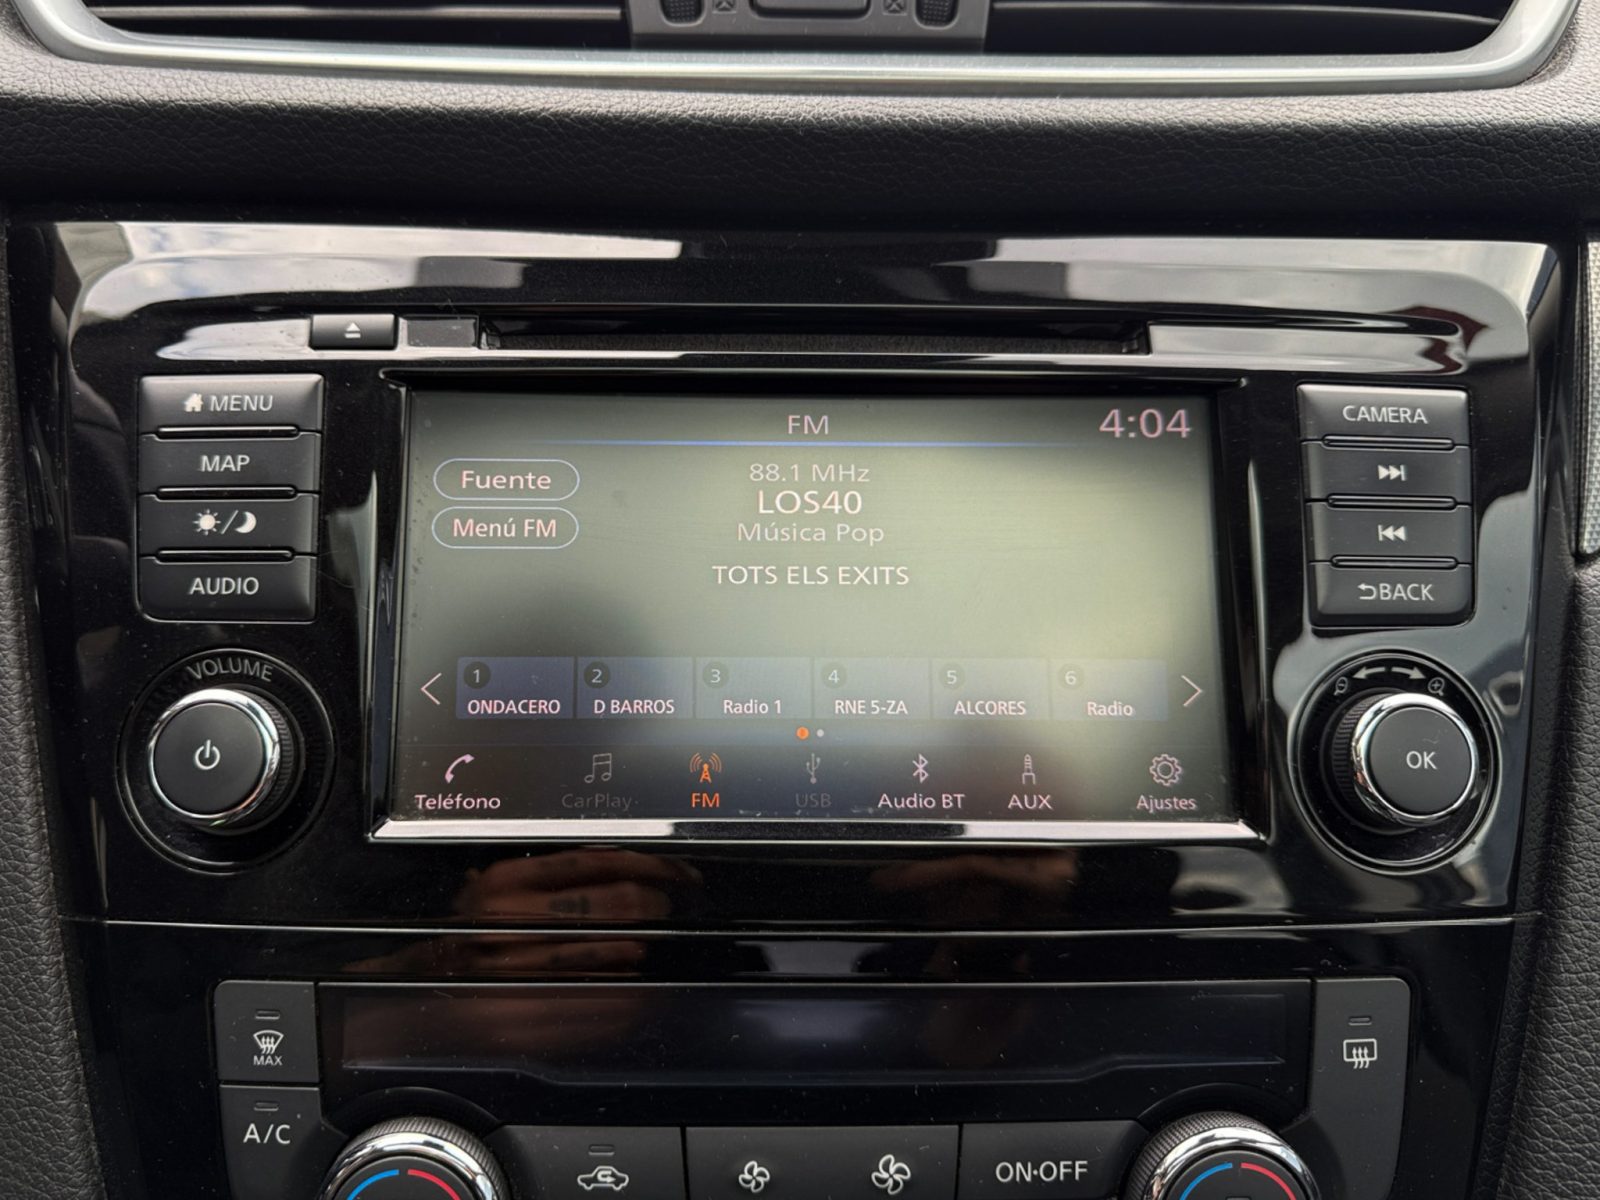 MENU
MAP
AUDIO
VOLUME
FM
4:04
Fuente
Menú FM
88.1 MHz
LOS40
Música Pop
TOTS ELS EXITS
1 ONDACERO
2 D BARROS
3 Radio 1
4 RNE 5-ZA
5 ALCORES
6 Radio
Teléfono
CarPlay
FM
USB
Audio BT
AUX
Ajustes
CAMERA
BACK
OK
MAX
A/C
ON·OFF